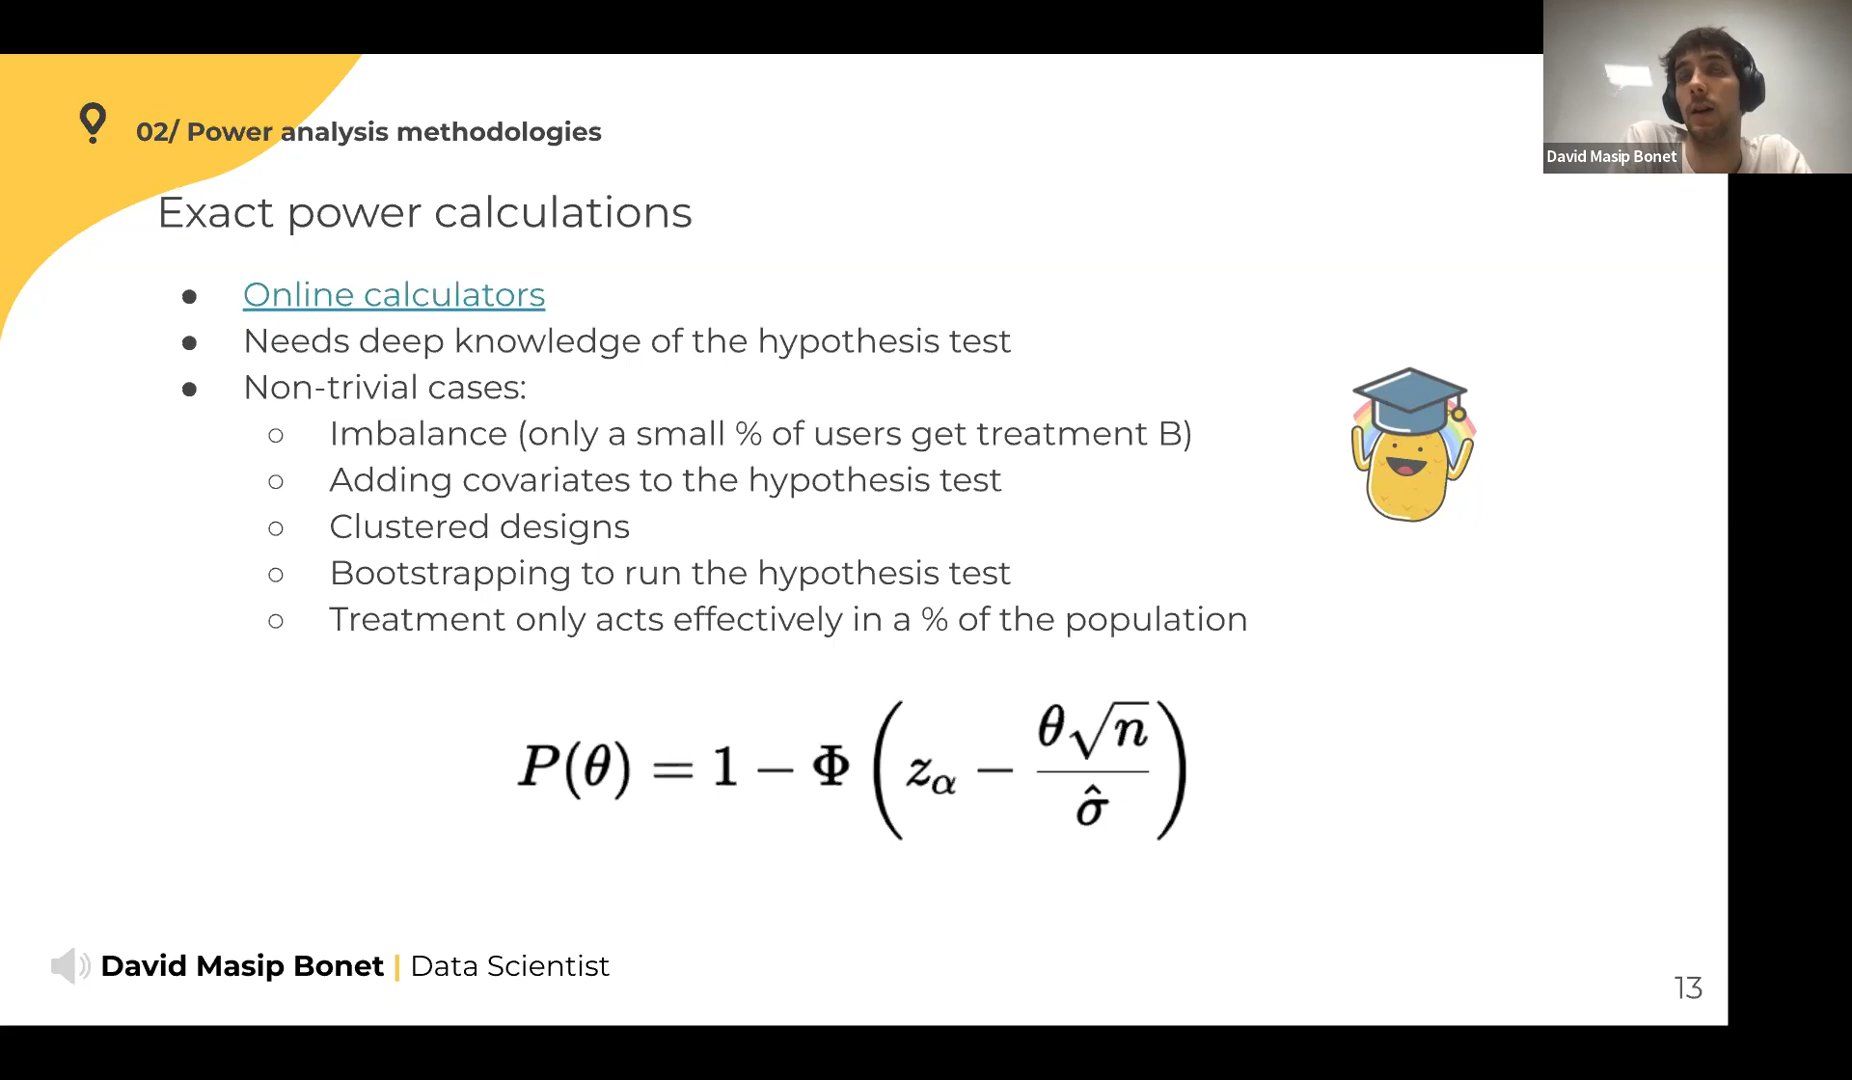 David Masip Bonet
02/ Power analysis methodologies
Exact power calculations
● Online calculators
● Needs deep knowledge of the hypothesis test
● Non-trivial cases:
○ Imbalance (only a small % of users get treatment B)
○ Adding covariates to the hypothesis test
○ Clustered designs
○ Bootstrapping to run the hypothesis test
○ Treatment only acts effectively in a % of the population
P(θ) = 1 − Φ (z_α − θ√n / σ̂)
David Masip Bonet | Data Scientist
13